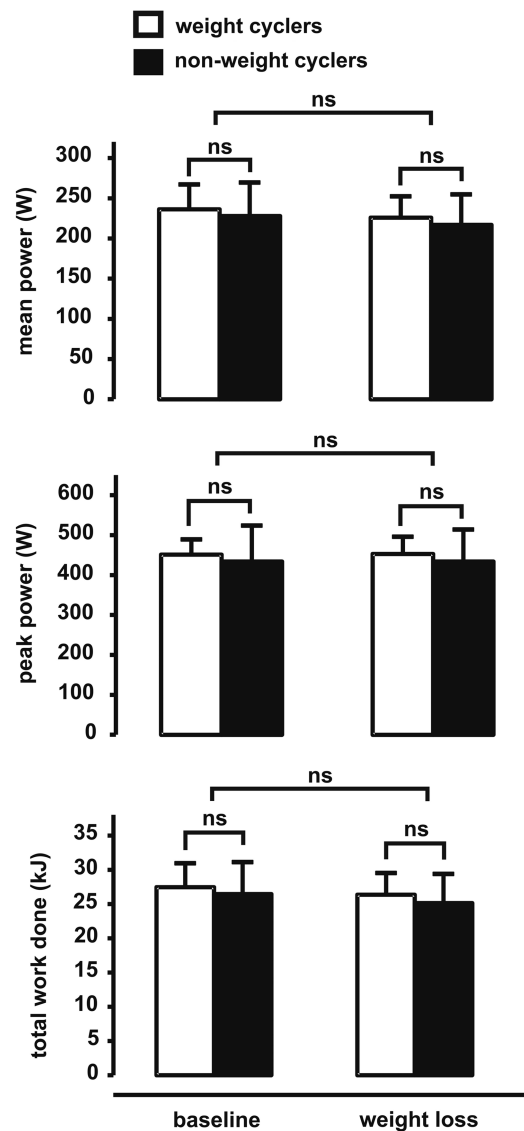 weight cyclers
non-weight cyclers
ns
ns
ns
mean power (W)
300
250
200
150
100
50
0
ns
ns
ns
peak power (W)
600
500
400
300
200
100
0
ns
ns
ns
total work done (kJ)
35
30
25
20
15
10
5
0
baseline weight loss